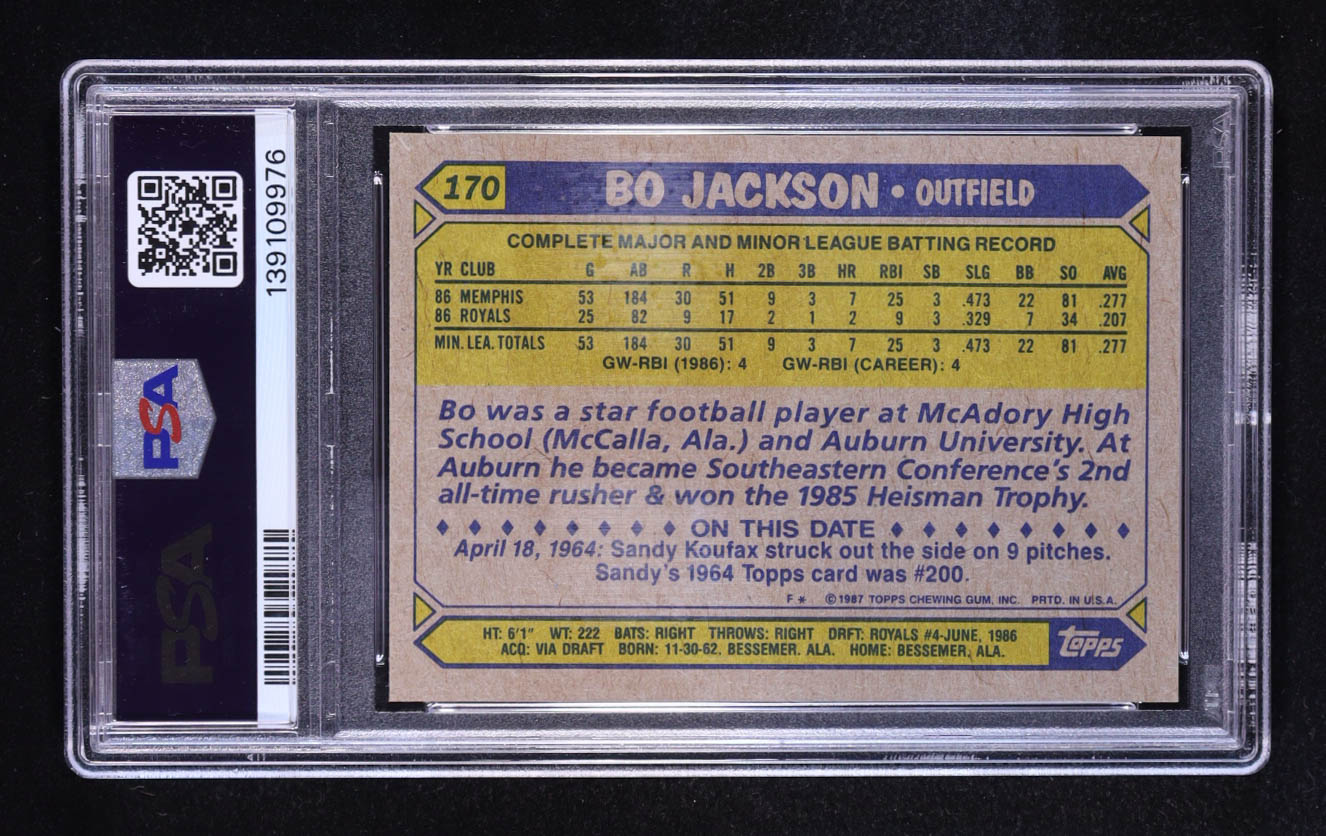 139109976
PSA
PSA
170
BO JACKSON • OUTFIELD
COMPLETE MAJOR AND MINOR LEAGUE BATTING RECORD
YR CLUB G AB R H 2B 3B HR RBI SB SLG BB SO AVG
86 MEMPHIS 53 184 30 51 9 3 7 25 3 .473 22 81 .277
86 ROYALS 25 82 9 17 2 1 2 9 3 .329 7 34 .207
MIN. LEA. TOTALS 53 184 30 51 9 3 7 25 3 .473 22 81 .277
GW-RBI (1986): 4 GW-RBI (CAREER): 4
Bo was a star football player at McAdory High
School (McCalla, Ala.) and Auburn University. At
Auburn he became Southeastern Conference's 2nd
all-time rusher & won the 1985 Heisman Trophy.
♦ ♦ ♦ ♦ ♦ ♦ ♦ ♦ ON THIS DATE ♦ ♦ ♦ ♦ ♦ ♦ ♦ ♦
April 18, 1964: Sandy Koufax struck out the side on 9 pitches.
Sandy's 1964 Topps card was #200.
F * © 1987 TOPPS CHEWING GUM, INC. PRTD. IN U.S.A.
HT: 6'1" WT: 222 BATS: RIGHT THROWS: RIGHT DRFT: ROYALS #4-JUNE, 1986
ACQ: VIA DRAFT BORN: 11-30-62, BESSEMER, ALA. HOME: BESSEMER, ALA.
topps
PSA